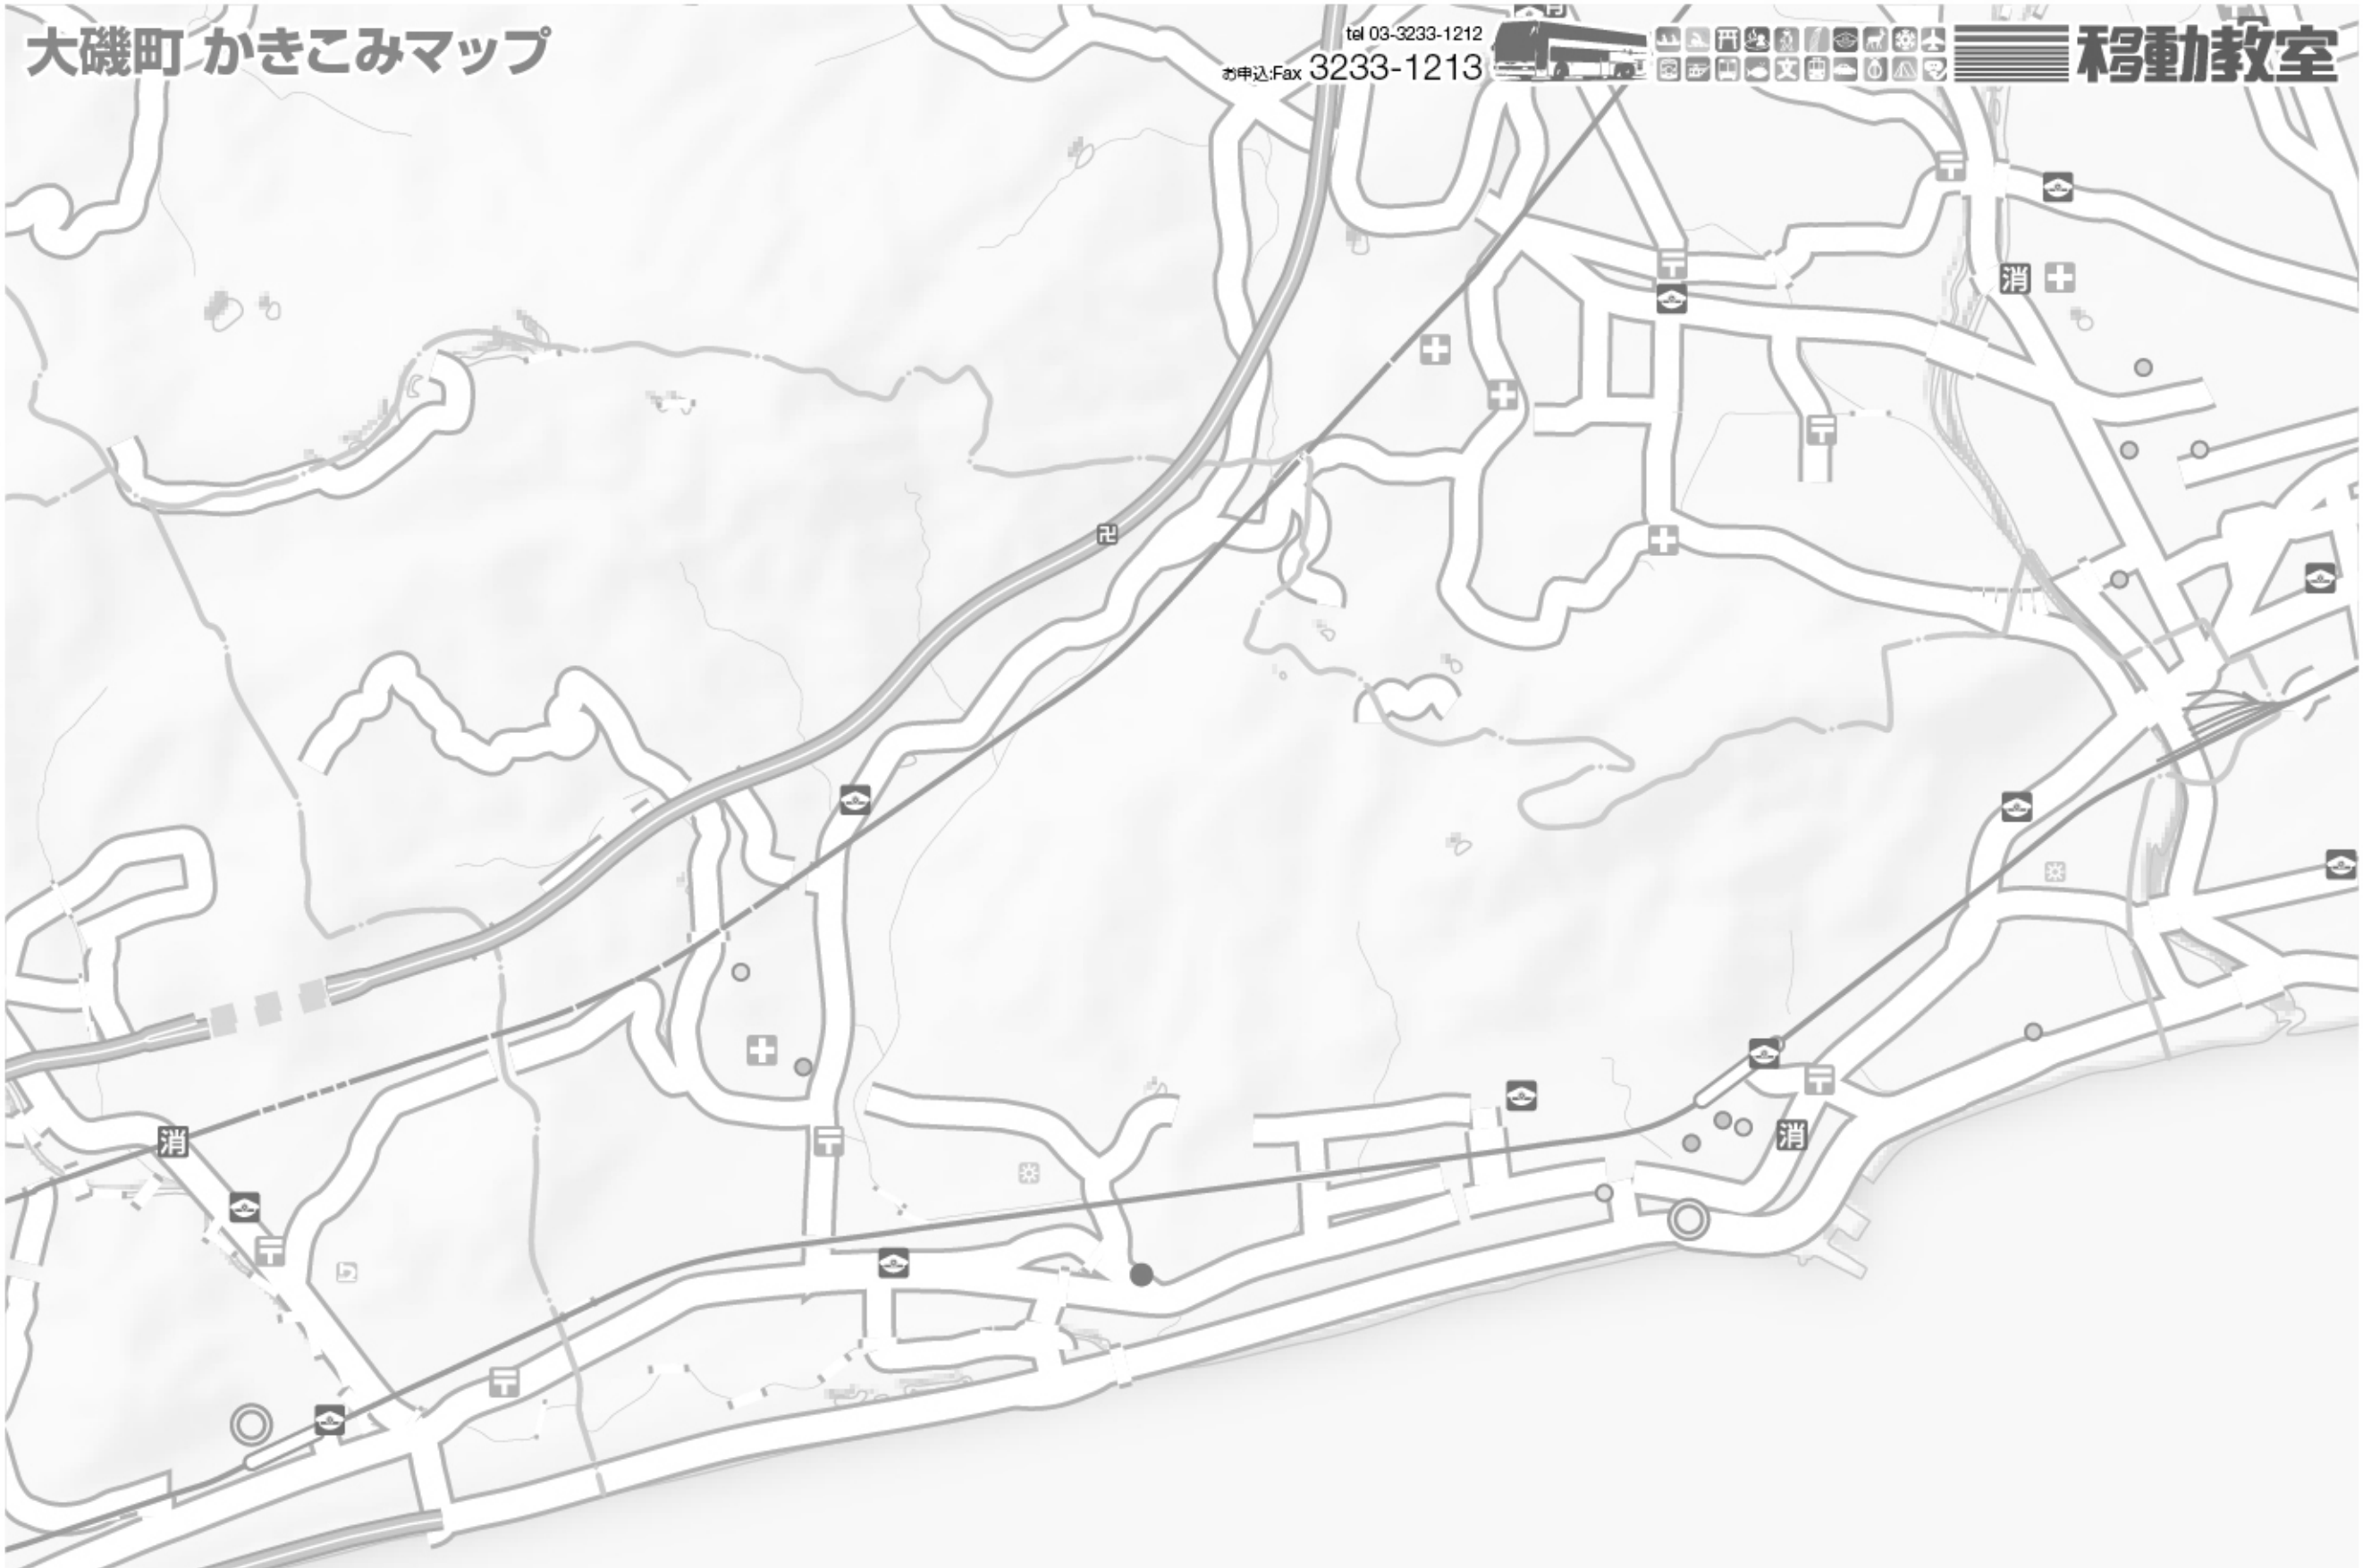 大磯町 かきこみマップ
tel 03-3233-1212
お申込:Fax 3233-1213
移動教室
消
卍
消
消